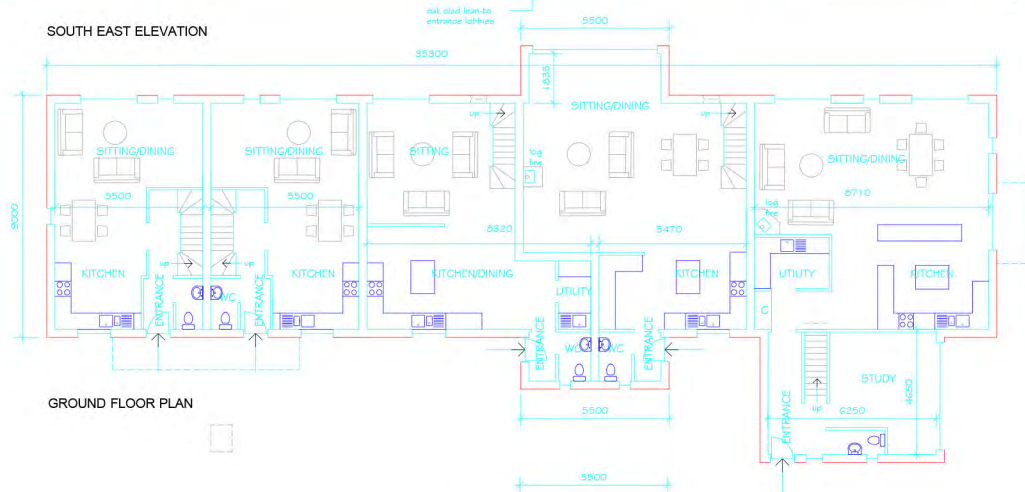 oak clad lean-to
entrance lobbies
5500
SOUTH EAST ELEVATION
35300
1835
SITTING/DINING
up
up
SITTING/DINING
SITTING/DINING
SITTING
log
fire
SITTING/DINING
5500
5500
8710
9000
log
fire
8320
5470
up
up
KITCHEN
KITCHEN
KITCHEN/DINING
KITCHEN
UTILITY
KITCHEN
UTILITY
ENTRANCE
WC
ENTRANCE
C
ENTRANCE
WC
WC
ENTRANCE
STUDY
4650
GROUND FLOOR PLAN
5500
up
6250
ENTRANCE
5500